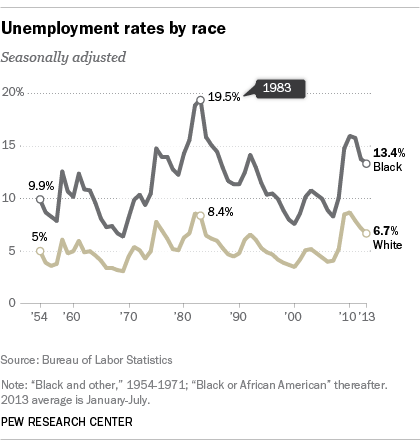 Unemployment rates by race
Seasonally adjusted
20%
19.5%
1983
15
13.4%
Black
9.9%
10
8.4%
6.7%
White
5%
5
0
'54 '60 '70 '80 '90 '00 '10 '13
Source: Bureau of Labor Statistics
Note: “Black and other,” 1954-1971; “Black or African American” thereafter.
2013 average is January-July.
PEW RESEARCH CENTER